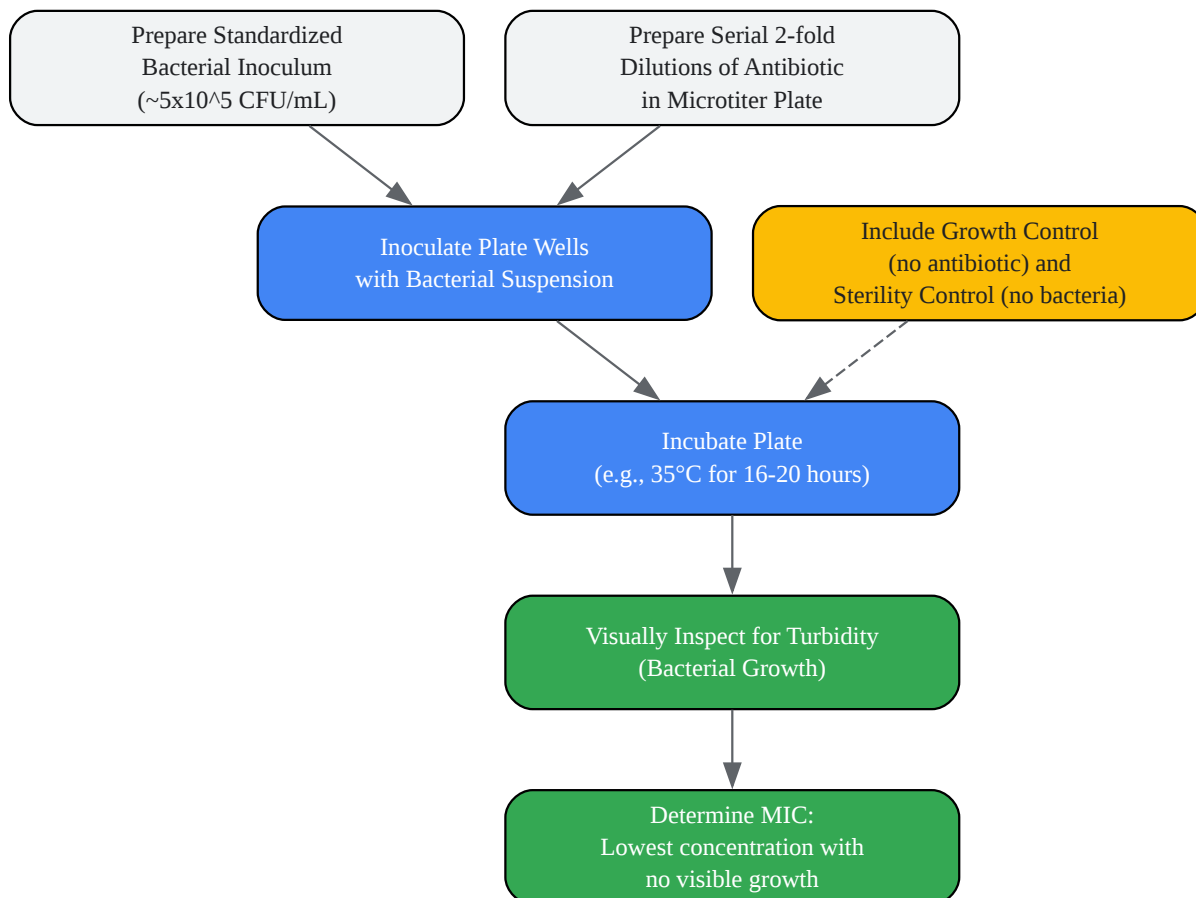 Prepare Standardized
Bacterial Inoculum
(~5x10^5 CFU/mL)
Prepare Serial 2-fold
Dilutions of Antibiotic
in Microtiter Plate
Inoculate Plate Wells
with Bacterial Suspension
Include Growth Control
(no antibiotic) and
Sterility Control (no bacteria)
Incubate Plate
(e.g., 35°C for 16-20 hours)
Visually Inspect for Turbidity
(Bacterial Growth)
Determine MIC:
Lowest concentration with
no visible growth